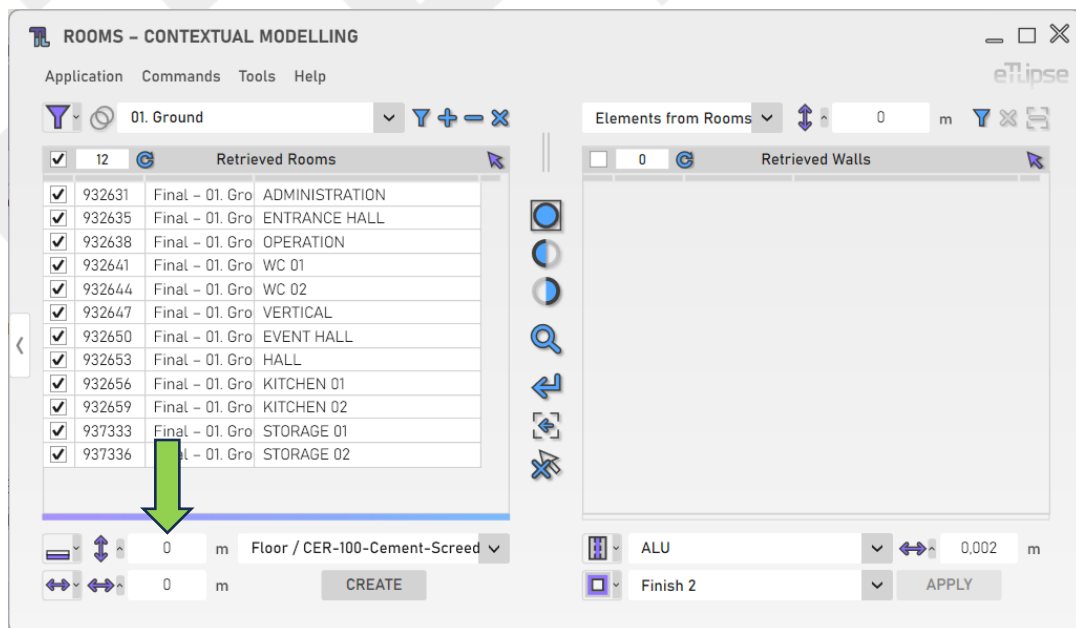 ROOMS – CONTEXTUAL MODELLING
Application Commands Tools Help
eTLipse
01. Ground
Elements from Rooms 0 m
12 Retrieved Rooms
0 Retrieved Walls
932631 Final – 01. Gro ADMINISTRATION
932635 Final – 01. Gro ENTRANCE HALL
932638 Final – 01. Gro OPERATION
932641 Final – 01. Gro WC 01
932644 Final – 01. Gro WC 02
932647 Final – 01. Gro VERTICAL
932650 Final – 01. Gro EVENT HALL
932653 Final – 01. Gro HALL
932656 Final – 01. Gro KITCHEN 01
932659 Final – 01. Gro KITCHEN 02
937333 Final – 01. Gro STORAGE 01
937336 01. Gro STORAGE 02
0 m Floor / CER-100-Cement-Screed
ALU 0,002 m
0 m CREATE
Finish 2 APPLY